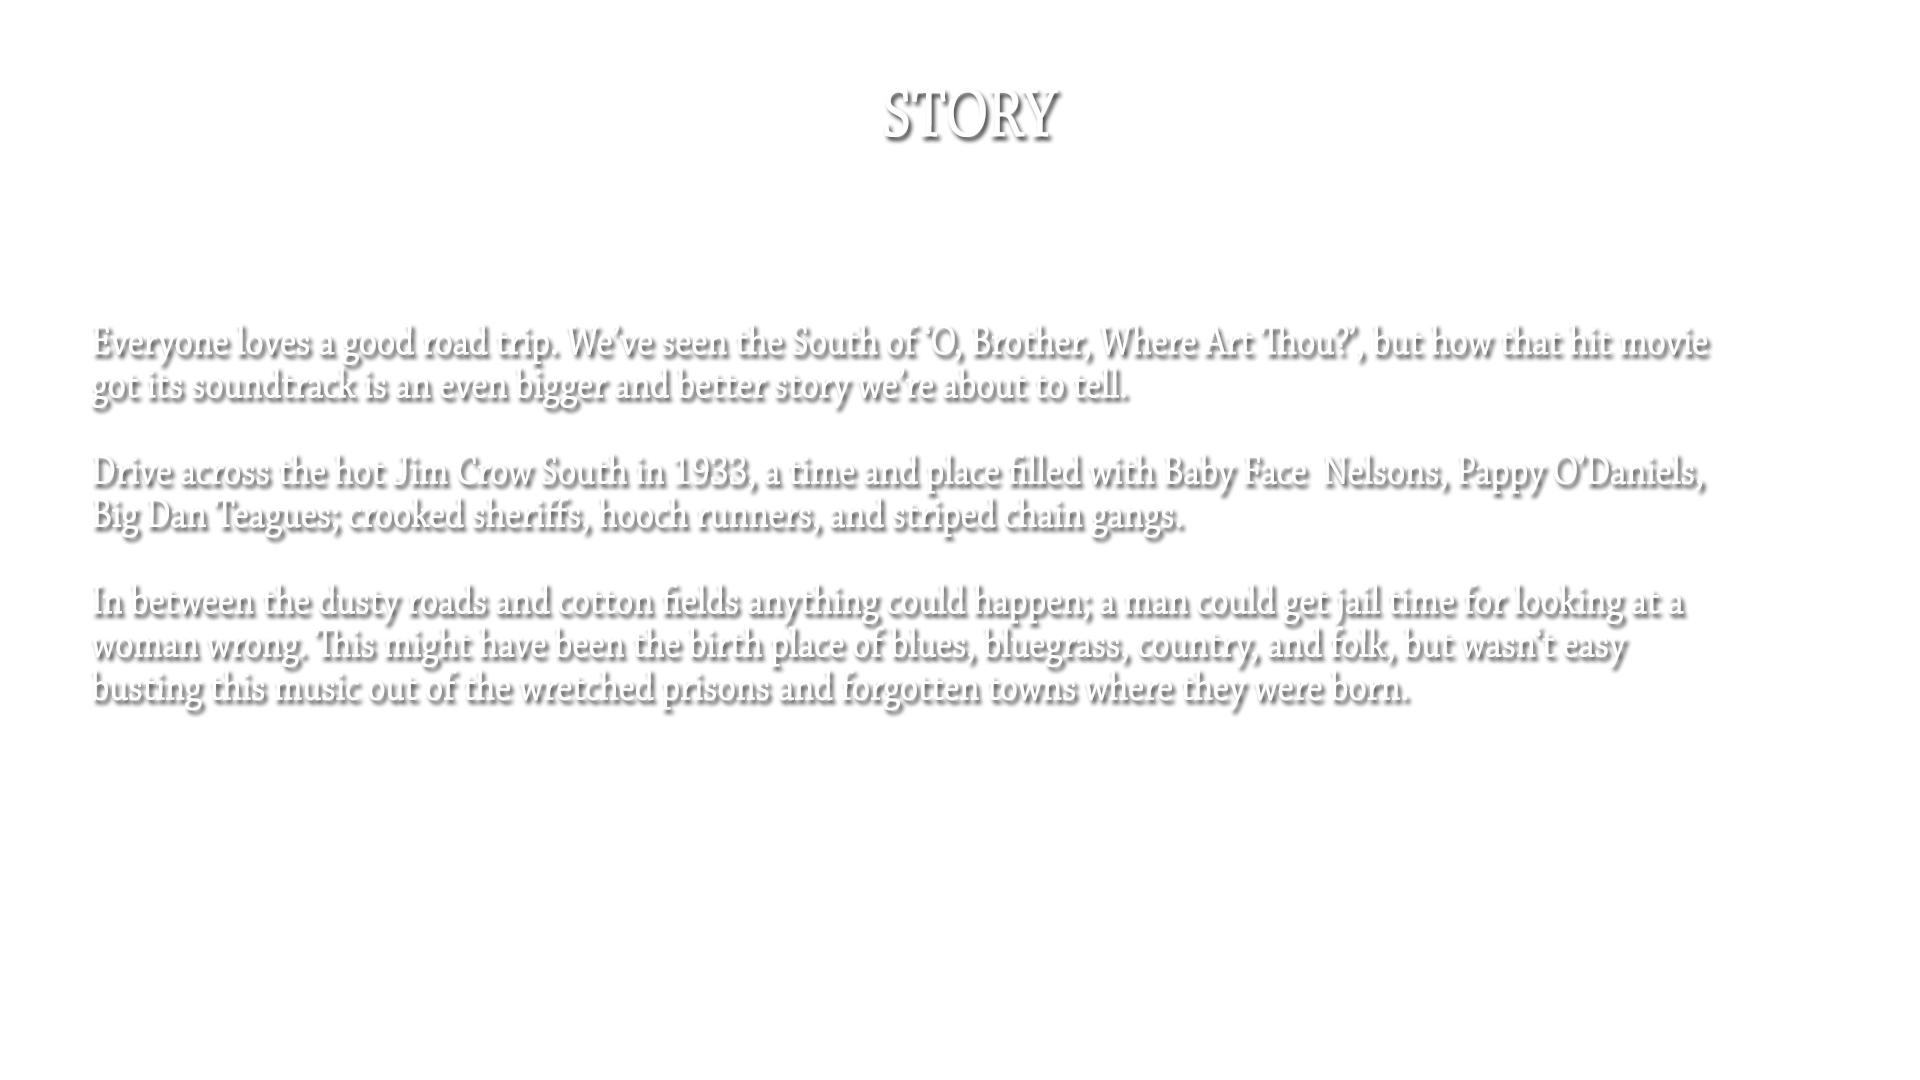 STORY
Everyone loves a good road trip. We've seen the South of ‘O, Brother, Where Art Thou?’, but how that hit movie
got its soundtrack is an even bigger and better story we're about to tell.
Drive across the hot Jim Crow South in 1933, a time and place filled with Baby Face  Nelsons, Pappy O'Daniels,
Big Dan Teagues; crooked sheriffs, hooch runners, and striped chain gangs.
In between the dusty roads and cotton fields anything could happen; a man could get jail time for looking at a
woman wrong. This might have been the birth place of blues, bluegrass, country, and folk, but wasn't easy
busting this music out of the wretched prisons and forgotten towns where they were born.